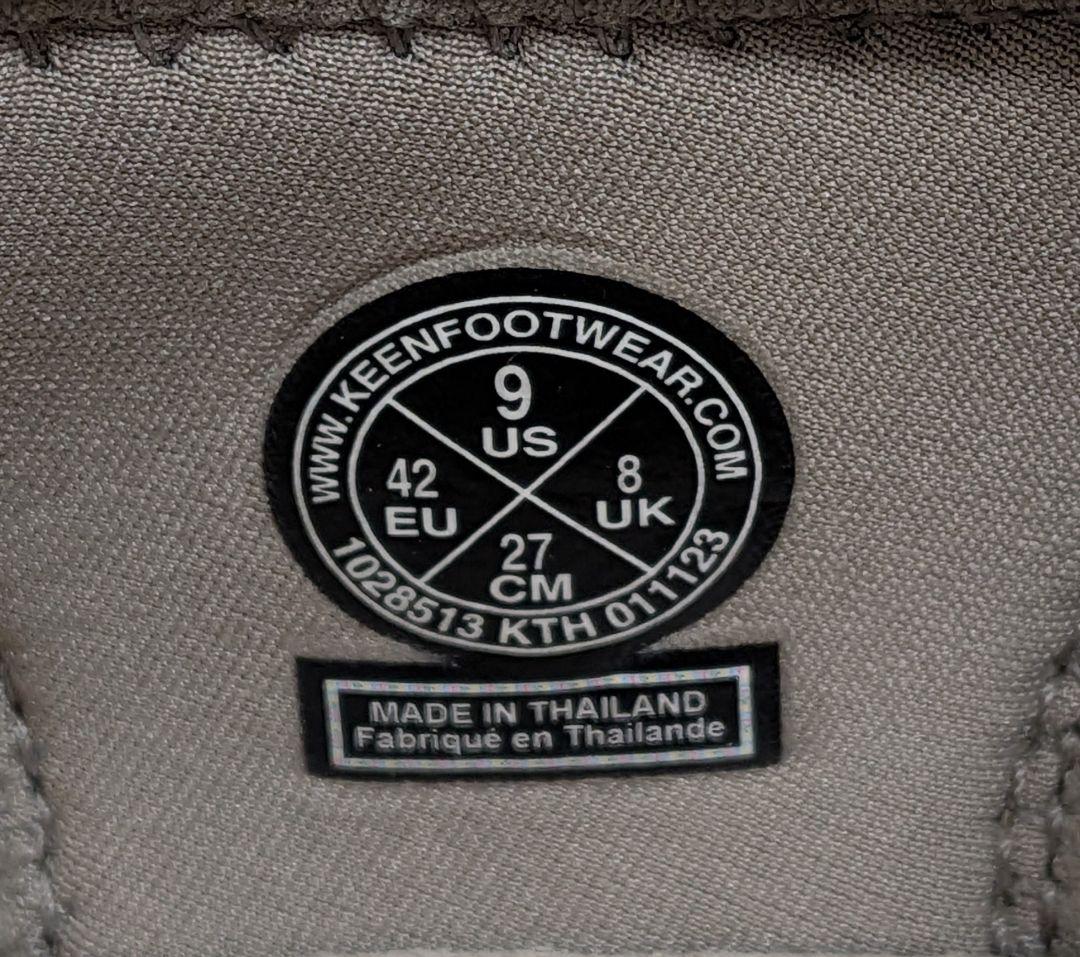 WWW.KEENFOOTWEAR.COM
9
US
42
EU
8
UK
27
CM
1028513 KTH 011123
MADE IN THAILAND
Fabriqué en Thailande